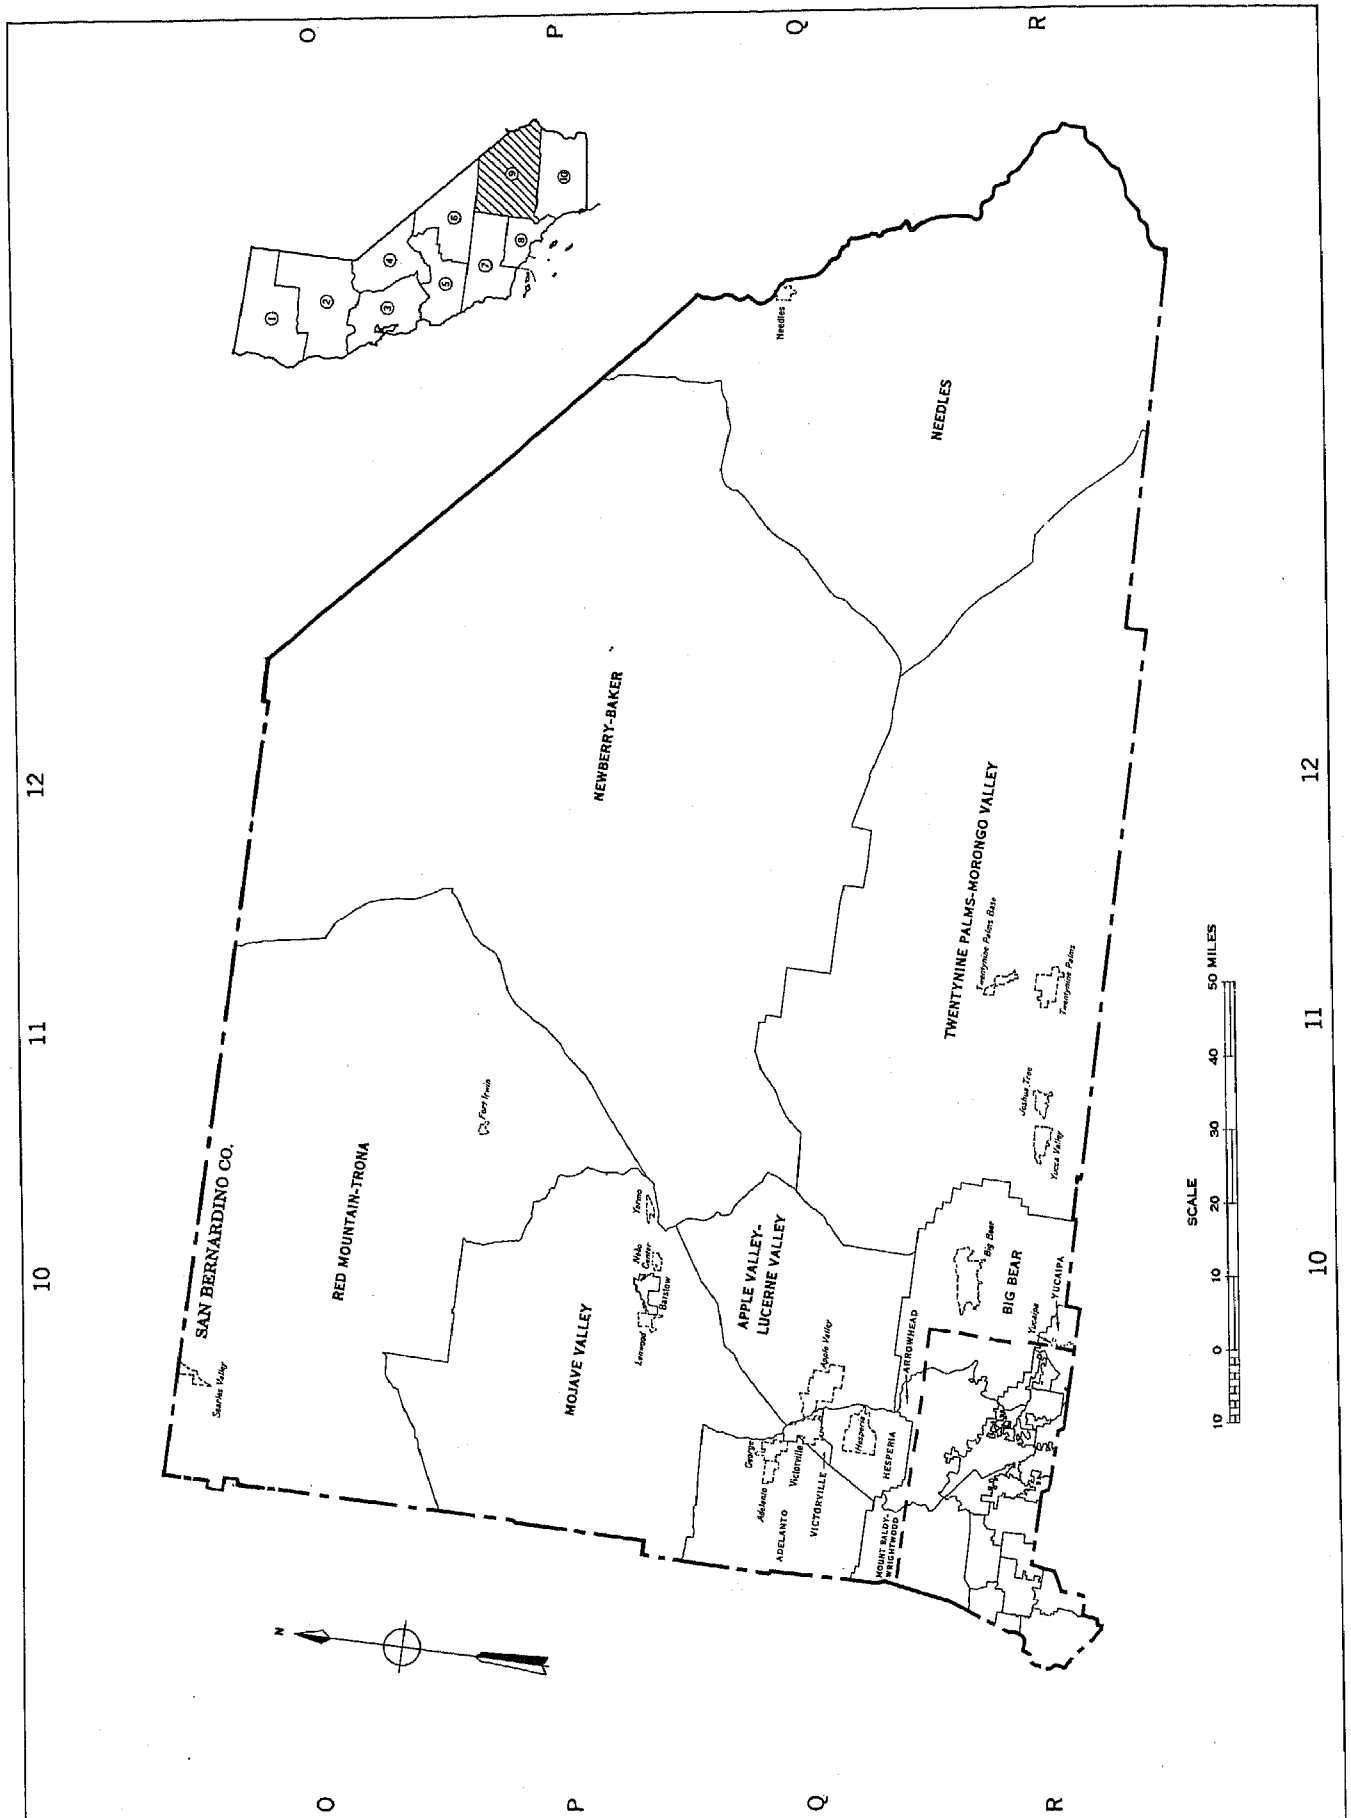 O
P
Q
R
12
11
10
①
②
③
④
⑤
⑥
⑦
⑧
⑨
⑩
N
SAN BERNARDINO CO.
Searles Valley
RED MOUNTAIN-TRONA
Fort Irwin
NEWBERRY-BAKER
NEEDLES
Needles
MOJAVE VALLEY
Lenwood
Barstow
Nebo
Center
Yermo
APPLE VALLEY-
LUCERNE VALLEY
Apple Valley
George
Adelanto
ADELANTO
Victorville
VICTORVILLE
Hesperia
HESPERIA
MOUNT BALDY-
WRIGHTWOOD
ARROWHEAD
BIG BEAR
Big Bear
Yucaipa
YUCAIPA
TWENTYNINE PALMS-MORONGO VALLEY
Twentynine Palms Base
Twentynine Palms
Joshua Tree
Yucca Valley
SCALE
10
0
10
20
30
40
50 MILES
12
11
10
O
P
Q
R